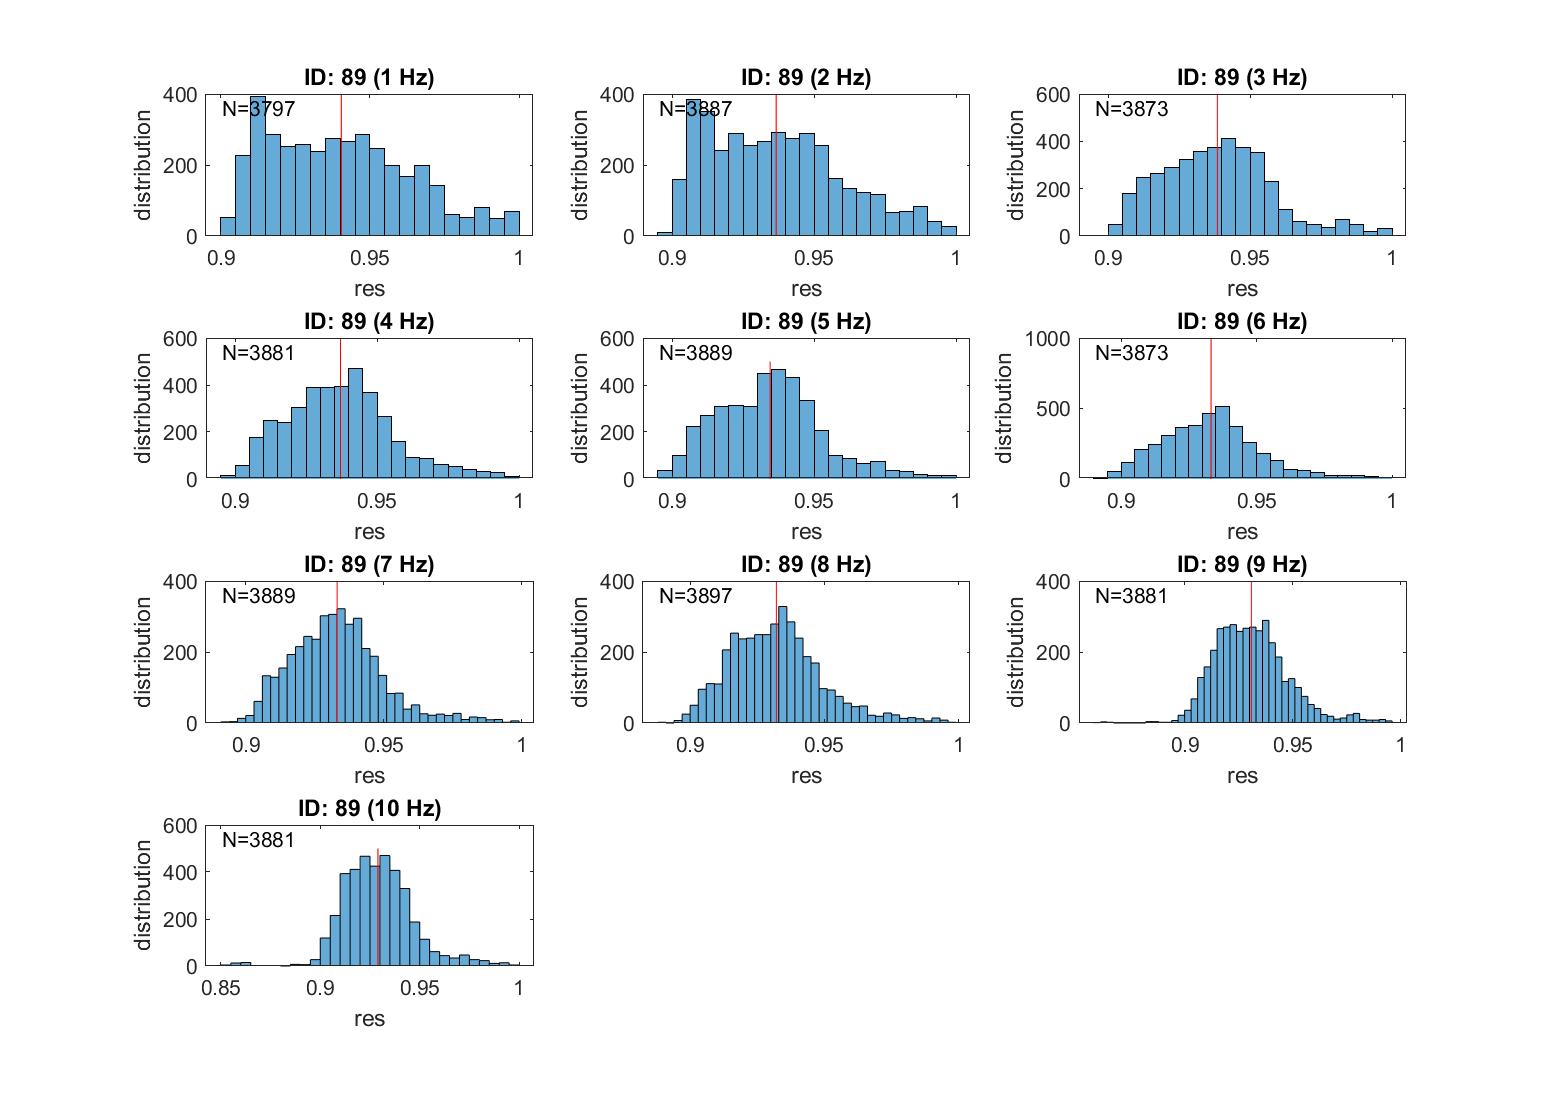 ID: 89 (1 Hz)
N=3797
distribution
400
200
0
0.9 0.95 1
res
ID: 89 (2 Hz)
N=3887
distribution
400
200
0
0.9 0.95 1
res
ID: 89 (3 Hz)
N=3873
distribution
600
400
200
0
0.9 0.95 1
res
ID: 89 (4 Hz)
N=3881
distribution
600
400
200
0
0.9 0.95 1
res
ID: 89 (5 Hz)
N=3889
distribution
600
400
200
0
0.9 0.95 1
res
ID: 89 (6 Hz)
N=3873
distribution
1000
500
0
0.9 0.95 1
res
ID: 89 (7 Hz)
N=3889
distribution
400
200
0
0.9 0.95 1
res
ID: 89 (8 Hz)
N=3897
distribution
400
200
0
0.9 0.95 1
res
ID: 89 (9 Hz)
N=3881
distribution
400
200
0
0.9 0.95 1
res
ID: 89 (10 Hz)
N=3881
distribution
600
400
200
0
0.85 0.9 0.95 1
res